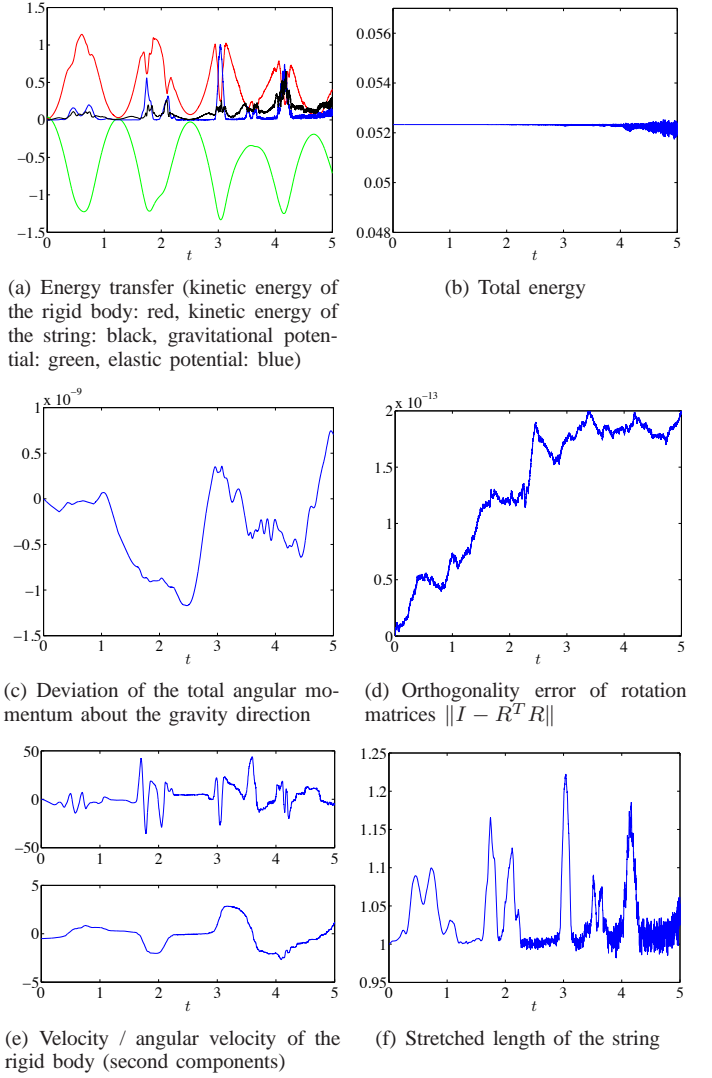 1.5
1
0.5
0
−0.5
−1
−1.5
0 1 2 3 4 5
t
0.056
0.054
0.052
0.05
0.048
0 1 2 3 4 5
t
(a) Energy transfer (kinetic energy of
the rigid body: red, kinetic energy of
the string: black, gravitational poten-
tial: green, elastic potential: blue)
(b) Total energy
1 x 10−9
0.5
0
−0.5
−1
−1.5
0 1 2 3 4 5
t
2 x 10−13
1.5
1
0.5
0
0 1 2 3 4 5
t
(c) Deviation of the total angular mo-
mentum about the gravity direction
(d) Orthogonality error of rotation
matrices ∥I − R^T R∥
50
0
−50
0 1 2 3 4 5
5
0
−5
0 1 2 3 4 5
t
1.25
1.2
1.15
1.1
1.05
1
0.95
0 1 2 3 4 5
t
(e) Velocity / angular velocity of the
rigid body (second components)
(f) Stretched length of the string